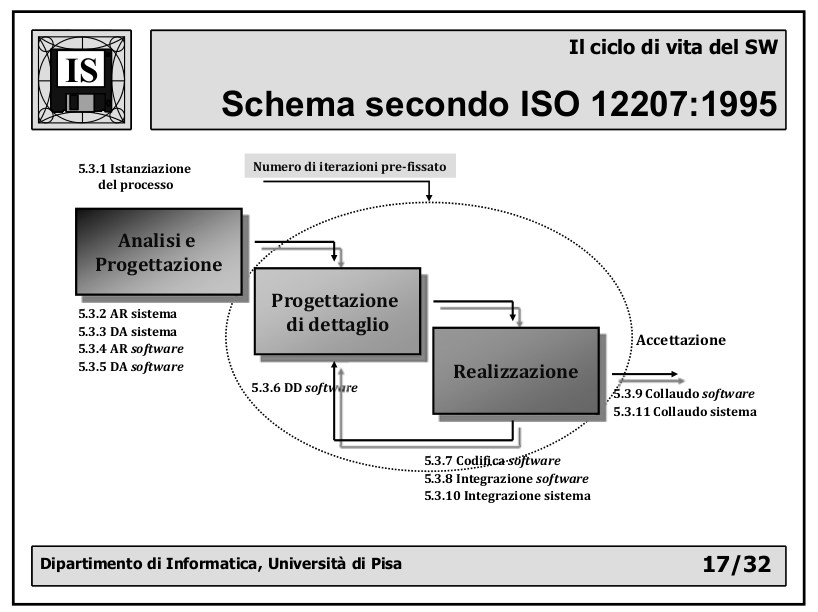 IS
Il ciclo di vita del SW
Schema secondo ISO 12207:1995
5.3.1 Istanziazione
del processo
Numero di iterazioni pre-fissato
Analisi e
Progettazione
5.3.2 AR sistema
5.3.3 DA sistema
5.3.4 AR software
5.3.5 DA software
Progettazione
di dettaglio
5.3.6 DD software
Realizzazione
Accettazione
5.3.9 Collaudo software
5.3.11 Collaudo sistema
5.3.7 Codifica software
5.3.8 Integrazione software
5.3.10 Integrazione sistema
Dipartimento di Informatica, Università di Pisa
17/32